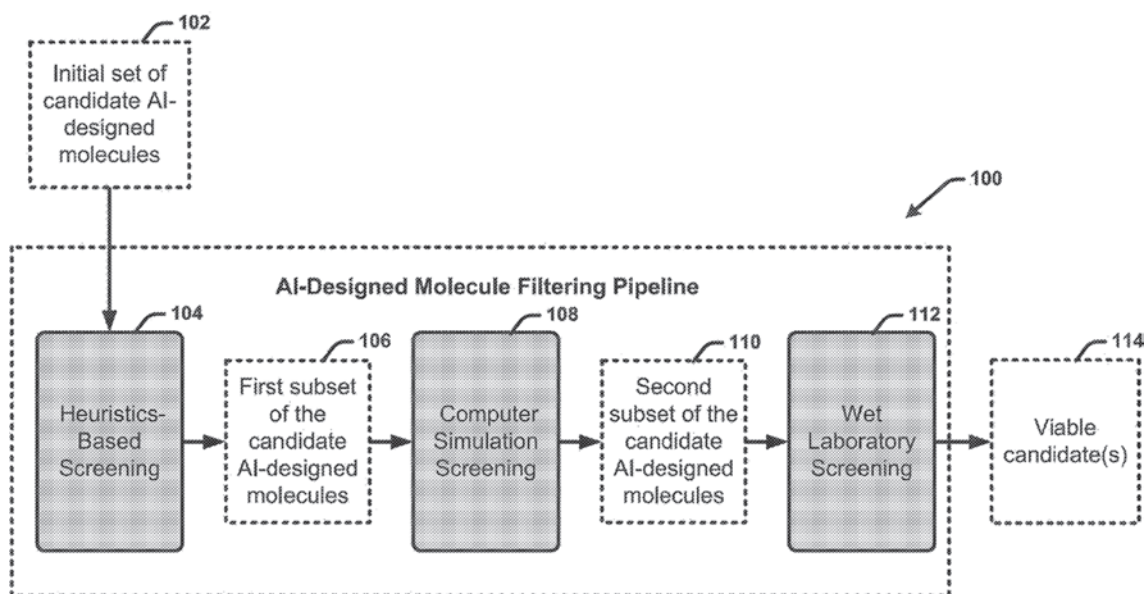 102
Initial set of
candidate AI-
designed
molecules
100
AI-Designed Molecule Filtering Pipeline
104
Heuristics-
Based
Screening
106
First subset
of the
candidate
AI-designed
molecules
108
Computer
Simulation
Screening
110
Second
subset of the
candidate
AI-designed
molecules
112
Wet
Laboratory
Screening
114
Viable
candidate(s)